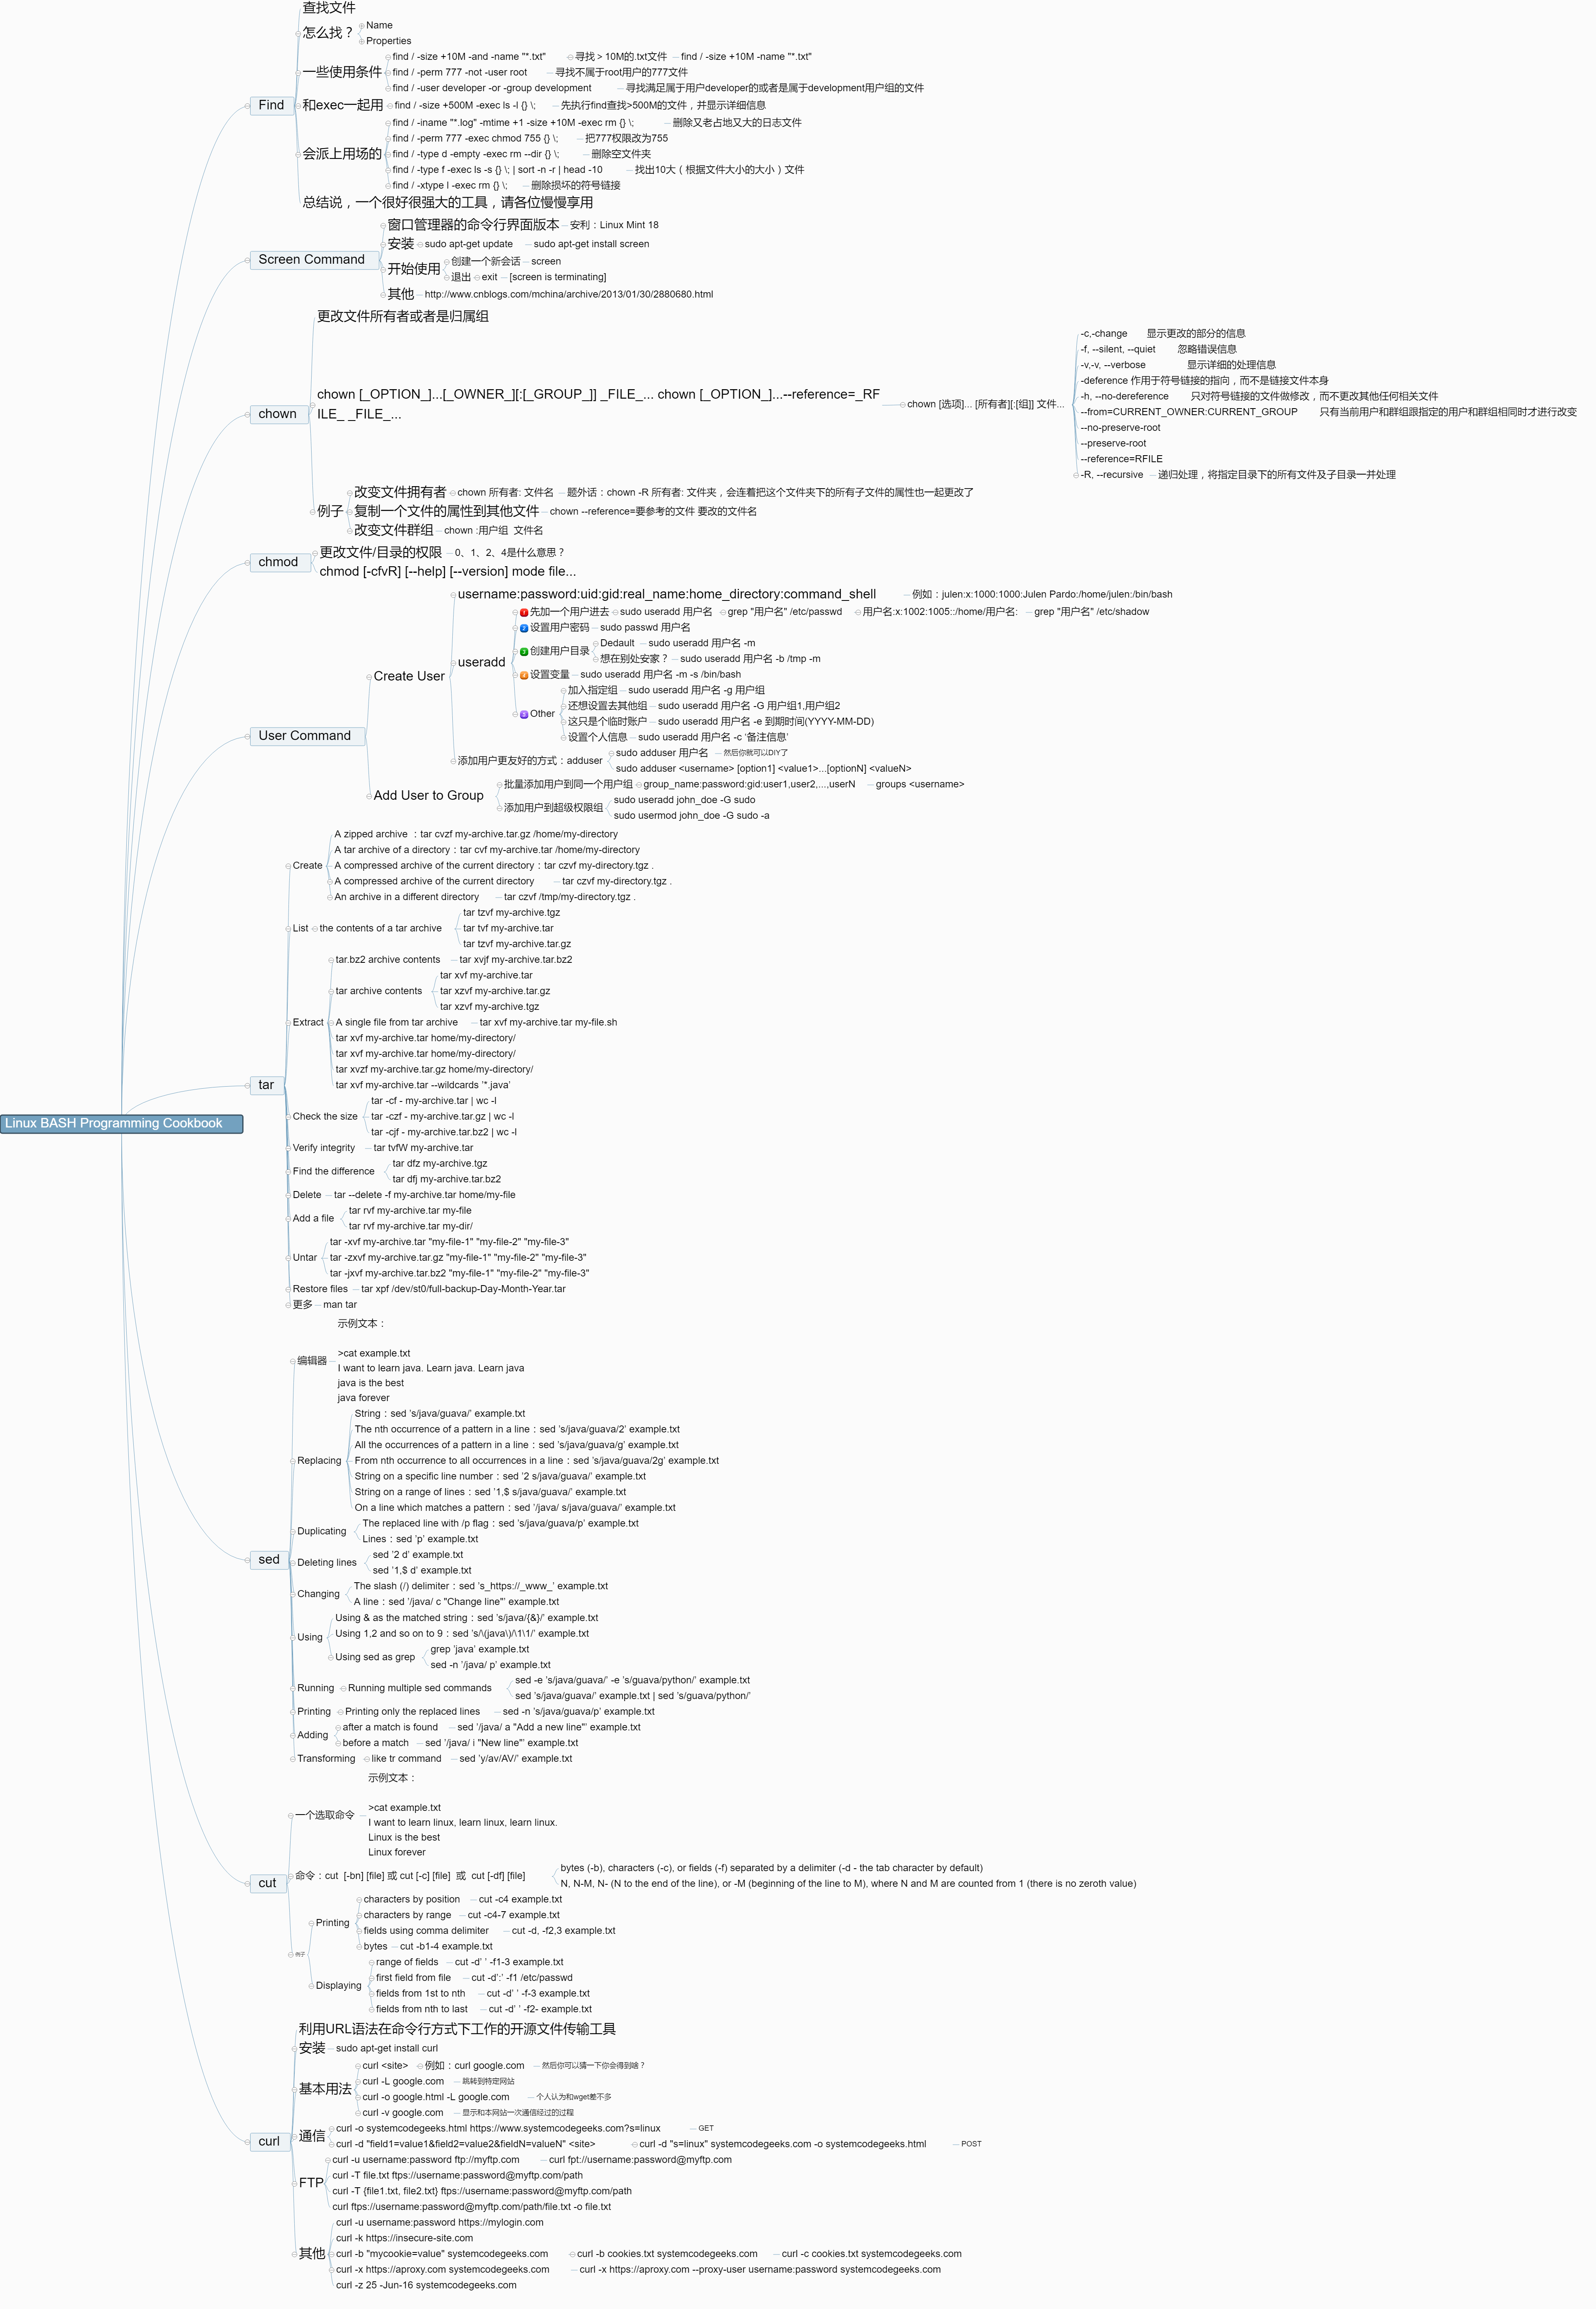 Linux BASH Programming Cookbook
Find
查找文件
怎么找？
Name
Properties
一些使用条件
find / -size +10M -and -name "*.txt"
寻找 > 10M的.txt文件
find / -size +10M -name "*.txt"
find / -perm 777 -not -user root
寻找不属于root用户的777文件
find / -user developer -or -group development
寻找满足属于用户developer的或者是属于development用户组的文件
和exec一起用
find / -size +500M -exec ls -l {} \;
先执行find查找>500M的文件，并显示详细信息
会派上用场的
find / -iname "*.log" -mtime +1 -size +10M -exec rm {} \;
删除又老占地又大的日志文件
find / -perm 777 -exec chmod 755 {} \;
把777权限改为755
find / -type d -empty -exec rm --dir {} \;
删除空文件夹
find / -type f -exec ls -s {} \; | sort -n -r | head -10
找出10大（根据文件大小的大小）文件
find / -xtype l -exec rm {} \;
删除损坏的符号链接
总结说，一个很好很强大的工具，请各位慢慢享用
Screen Command
窗口管理器的命令行界面版本
安利：Linux Mint 18
安装
sudo apt-get update
sudo apt-get install screen
开始使用
创建一个新会话
screen
退出
exit
[screen is terminating]
其他
http://www.cnblogs.com/mchina/archive/2013/01/30/2880680.html
chown
更改文件所有者或者是归属组
chown [_OPTION_]...[_OWNER_][:[_GROUP_]] _FILE_... chown [_OPTION_]...--reference=_RF
ILE_ _FILE_...
chown [选项]... [所有者][:[组]] 文件...
-c,-change 显示更改的部分的信息
-f, --silent, --quiet 忽略错误信息
-v,-v, --verbose 显示详细的处理信息
-deference 作用于符号链接的指向，而不是链接文件本身
-h, --no-dereference 只对符号链接的文件做修改，而不更改其他任何相关文件
--from=CURRENT_OWNER:CURRENT_GROUP 只有当前用户和群组跟指定的用户和群组相同时才进行改变
--no-preserve-root
--preserve-root
--reference=RFILE
-R, --recursive
递归处理，将指定目录下的所有文件及子目录一并处理
例子
改变文件拥有者
chown 所有者: 文件名
题外话：chown -R 所有者: 文件夹，会连着把这个文件夹下的所有子文件的属性也一起更改了
复制一个文件的属性到其他文件
chown --reference=要参考的文件 要改的文件名
改变文件群组
chown :用户组 文件名
chmod
更改文件/目录的权限
0、1、2、4是什么意思？
chmod [-cfvR] [--help] [--version] mode file...
User Command
Create User
username:password:uid:gid:real_name:home_directory:command_shell
例如：julen:x:1000:1000:Julen Pardo:/home/julen:/bin/bash
useradd
1 先加一个用户进去
sudo useradd 用户名
grep "用户名" /etc/passwd
用户名:x:1002:1005::/home/用户名:
grep "用户名" /etc/shadow
2 设置用户密码
sudo passwd 用户名
3 创建用户目录
Dedault
sudo useradd 用户名 -m
想在别处安家？
sudo useradd 用户名 -b /tmp -m
4 设置变量
sudo useradd 用户名 -m -s /bin/bash
5 Other
加入指定组
sudo useradd 用户名 -g 用户组
还想设置去其他组
sudo useradd 用户名 -G 用户组1,用户组2
这只是个临时账户
sudo useradd 用户名 -e 到期时间(YYYY-MM-DD)
设置个人信息
sudo useradd 用户名 -c ‘备注信息’
添加用户更友好的方式：adduser
sudo adduser 用户名
然后你就可以DIY了
sudo adduser <username> [option1] <value1>...[optionN] <valueN>
Add User to Group
批量添加用户到同一个用户组
group_name:password:gid:user1,user2,...,userN
groups <username>
添加用户到超级权限组
sudo useradd john_doe -G sudo
sudo usermod john_doe -G sudo -a
tar
Create
A zipped archive ：tar cvzf my-archive.tar.gz /home/my-directory
A tar archive of a directory：tar cvf my-archive.tar /home/my-directory
A compressed archive of the current directory：tar czvf my-directory.tgz .
A compressed archive of the current directory
tar czvf my-directory.tgz .
An archive in a different directory
tar czvf /tmp/my-directory.tgz .
List
the contents of a tar archive
tar tzvf my-archive.tgz
tar tvf my-archive.tar
tar tzvf my-archive.tar.gz
Extract
tar.bz2 archive contents
tar xvjf my-archive.tar.bz2
tar archive contents
tar xvf my-archive.tar
tar xzvf my-archive.tar.gz
tar xzvf my-archive.tgz
A single file from tar archive
tar xvf my-archive.tar my-file.sh
tar xvf my-archive.tar home/my-directory/
tar xvf my-archive.tar home/my-directory/
tar xvzf my-archive.tar.gz home/my-directory/
tar xvf my-archive.tar --wildcards '*.java'
Check the size
tar -cf - my-archive.tar | wc -l
tar -czf - my-archive.tar.gz | wc -l
tar -cjf - my-archive.tar.bz2 | wc -l
Verify integrity
tar tvfW my-archive.tar
Find the difference
tar dfz my-archive.tgz
tar dfj my-archive.tar.bz2
Delete
tar --delete -f my-archive.tar home/my-file
Add a file
tar rvf my-archive.tar my-file
tar rvf my-archive.tar my-dir/
Untar
tar -xvf my-archive.tar "my-file-1" "my-file-2" "my-file-3"
tar -zxvf my-archive.tar.gz "my-file-1" "my-file-2" "my-file-3"
tar -jxvf my-archive.tar.bz2 "my-file-1" "my-file-2" "my-file-3"
Restore files
tar xpf /dev/st0/full-backup-Day-Month-Year.tar
更多
man tar
sed
编辑器
示例文本：
>cat example.txt
I want to learn java. Learn java. Learn java
java is the best
java forever
Replacing
String：sed 's/java/guava/' example.txt
The nth occurrence of a pattern in a line：sed 's/java/guava/2' example.txt
All the occurrences of a pattern in a line：sed 's/java/guava/g' example.txt
From nth occurrence to all occurrences in a line：sed 's/java/guava/2g' example.txt
String on a specific line number：sed '2 s/java/guava/' example.txt
String on a range of lines：sed '1,$ s/java/guava/' example.txt
On a line which matches a pattern：sed '/java/ s/java/guava/' example.txt
Duplicating
The replaced line with /p flag：sed 's/java/guava/p' example.txt
Lines：sed 'p' example.txt
Deleting lines
sed '2 d' example.txt
sed '1,$ d' example.txt
Changing
The slash (/) delimiter：sed 's_https://_www_' example.txt
A line：sed '/java/ c "Change line"' example.txt
Using
Using & as the matched string：sed 's/java/{&}/' example.txt
Using 1,2 and so on to 9：sed 's/\(java\)/\1\1/' example.txt
Using sed as grep
grep 'java' example.txt
sed -n '/java/ p' example.txt
Running
Running multiple sed commands
sed -e 's/java/guava/' -e 's/guava/python/' example.txt
sed 's/java/guava/' example.txt | sed 's/guava/python/'
Printing
Printing only the replaced lines
sed -n 's/java/guava/p' example.txt
Adding
after a match is found
sed '/java/ a "Add a new line"' example.txt
before a match
sed '/java/ i "New line"' example.txt
Transforming
like tr command
sed 'y/av/AV/' example.txt
cut
一个选取命令
示例文本：
>cat example.txt
I want to learn linux, learn linux, learn linux.
Linux is the best
Linux forever
命令：cut [-bn] [file] 或 cut [-c] [file] 或 cut [-df] [file]
bytes (-b), characters (-c), or fields (-f) separated by a delimiter (-d - the tab character by default)
N, N-M, N- (N to the end of the line), or -M (beginning of the line to M), where N and M are counted from 1 (there is no zeroth value)
例子
Printing
characters by position
cut -c4 example.txt
characters by range
cut -c4-7 example.txt
fields using comma delimiter
cut -d, -f2,3 example.txt
bytes
cut -b1-4 example.txt
Displaying
range of fields
cut -d' ' -f1-3 example.txt
first field from file
cut -d':' -f1 /etc/passwd
fields from 1st to nth
cut -d' ' -f-3 example.txt
fields from nth to last
cut -d' ' -f2- example.txt
curl
利用URL语法在命令行方式下工作的开源文件传输工具
安装
sudo apt-get install curl
基本用法
curl <site>
例如：curl google.com
然后你可以猜一下你会得到啥？
curl -L google.com
跳转到特定网站
curl -o google.html -L google.com
个人认为和wget差不多
curl -v google.com
显示和本网站一次通信经过的过程
通信
curl -o systemcodegeeks.html https://www.systemcodegeeks.com?s=linux
GET
curl -d "field1=value1&field2=value2&fieldN=valueN" <site>
curl -d "s=linux" systemcodegeeks.com -o systemcodegeeks.html
POST
FTP
curl -u username:password ftp://myftp.com
curl fpt://username:password@myftp.com
curl -T file.txt ftps://username:password@myftp.com/path
curl -T {file1.txt, file2.txt} ftps://username:password@myftp.com/path
curl ftps://username:password@myftp.com/path/file.txt -o file.txt
其他
curl -u username:password https://mylogin.com
curl -k https://insecure-site.com
curl -b "mycookie=value" systemcodegeeks.com
curl -b cookies.txt systemcodegeeks.com
curl -c cookies.txt systemcodegeeks.com
curl -x https://aproxy.com systemcodegeeks.com
curl -x https://aproxy.com --proxy-user username:password systemcodegeeks.com
curl -z 25 -Jun-16 systemcodegeeks.com